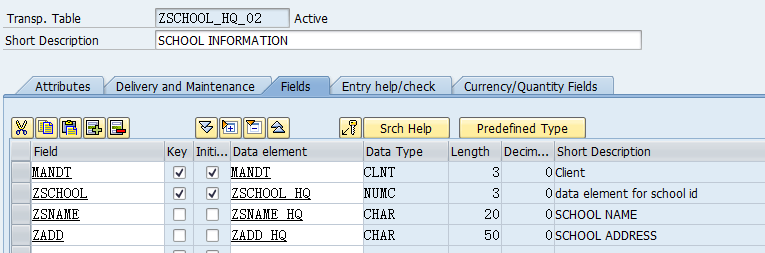 Transp. Table ZSCHOOL_HQ_02 Active
Short Description SCHOOL INFORMATION
Attributes Delivery and Maintenance Fields Entry help/check Currency/Quantity Fields
Srch Help Predefined Type
Field Key Initi... Data element Data Type Length Decim... Short Description
MANDT MANDT CLNT 3 0 Client
ZSCHOOL ZSCHOOL_HQ NUMC 3 0 data element for school id
ZSNAME ZSNAME_HQ CHAR 20 0 SCHOOL NAME
ZADD ZADD_HQ CHAR 50 0 SCHOOL ADDRESS